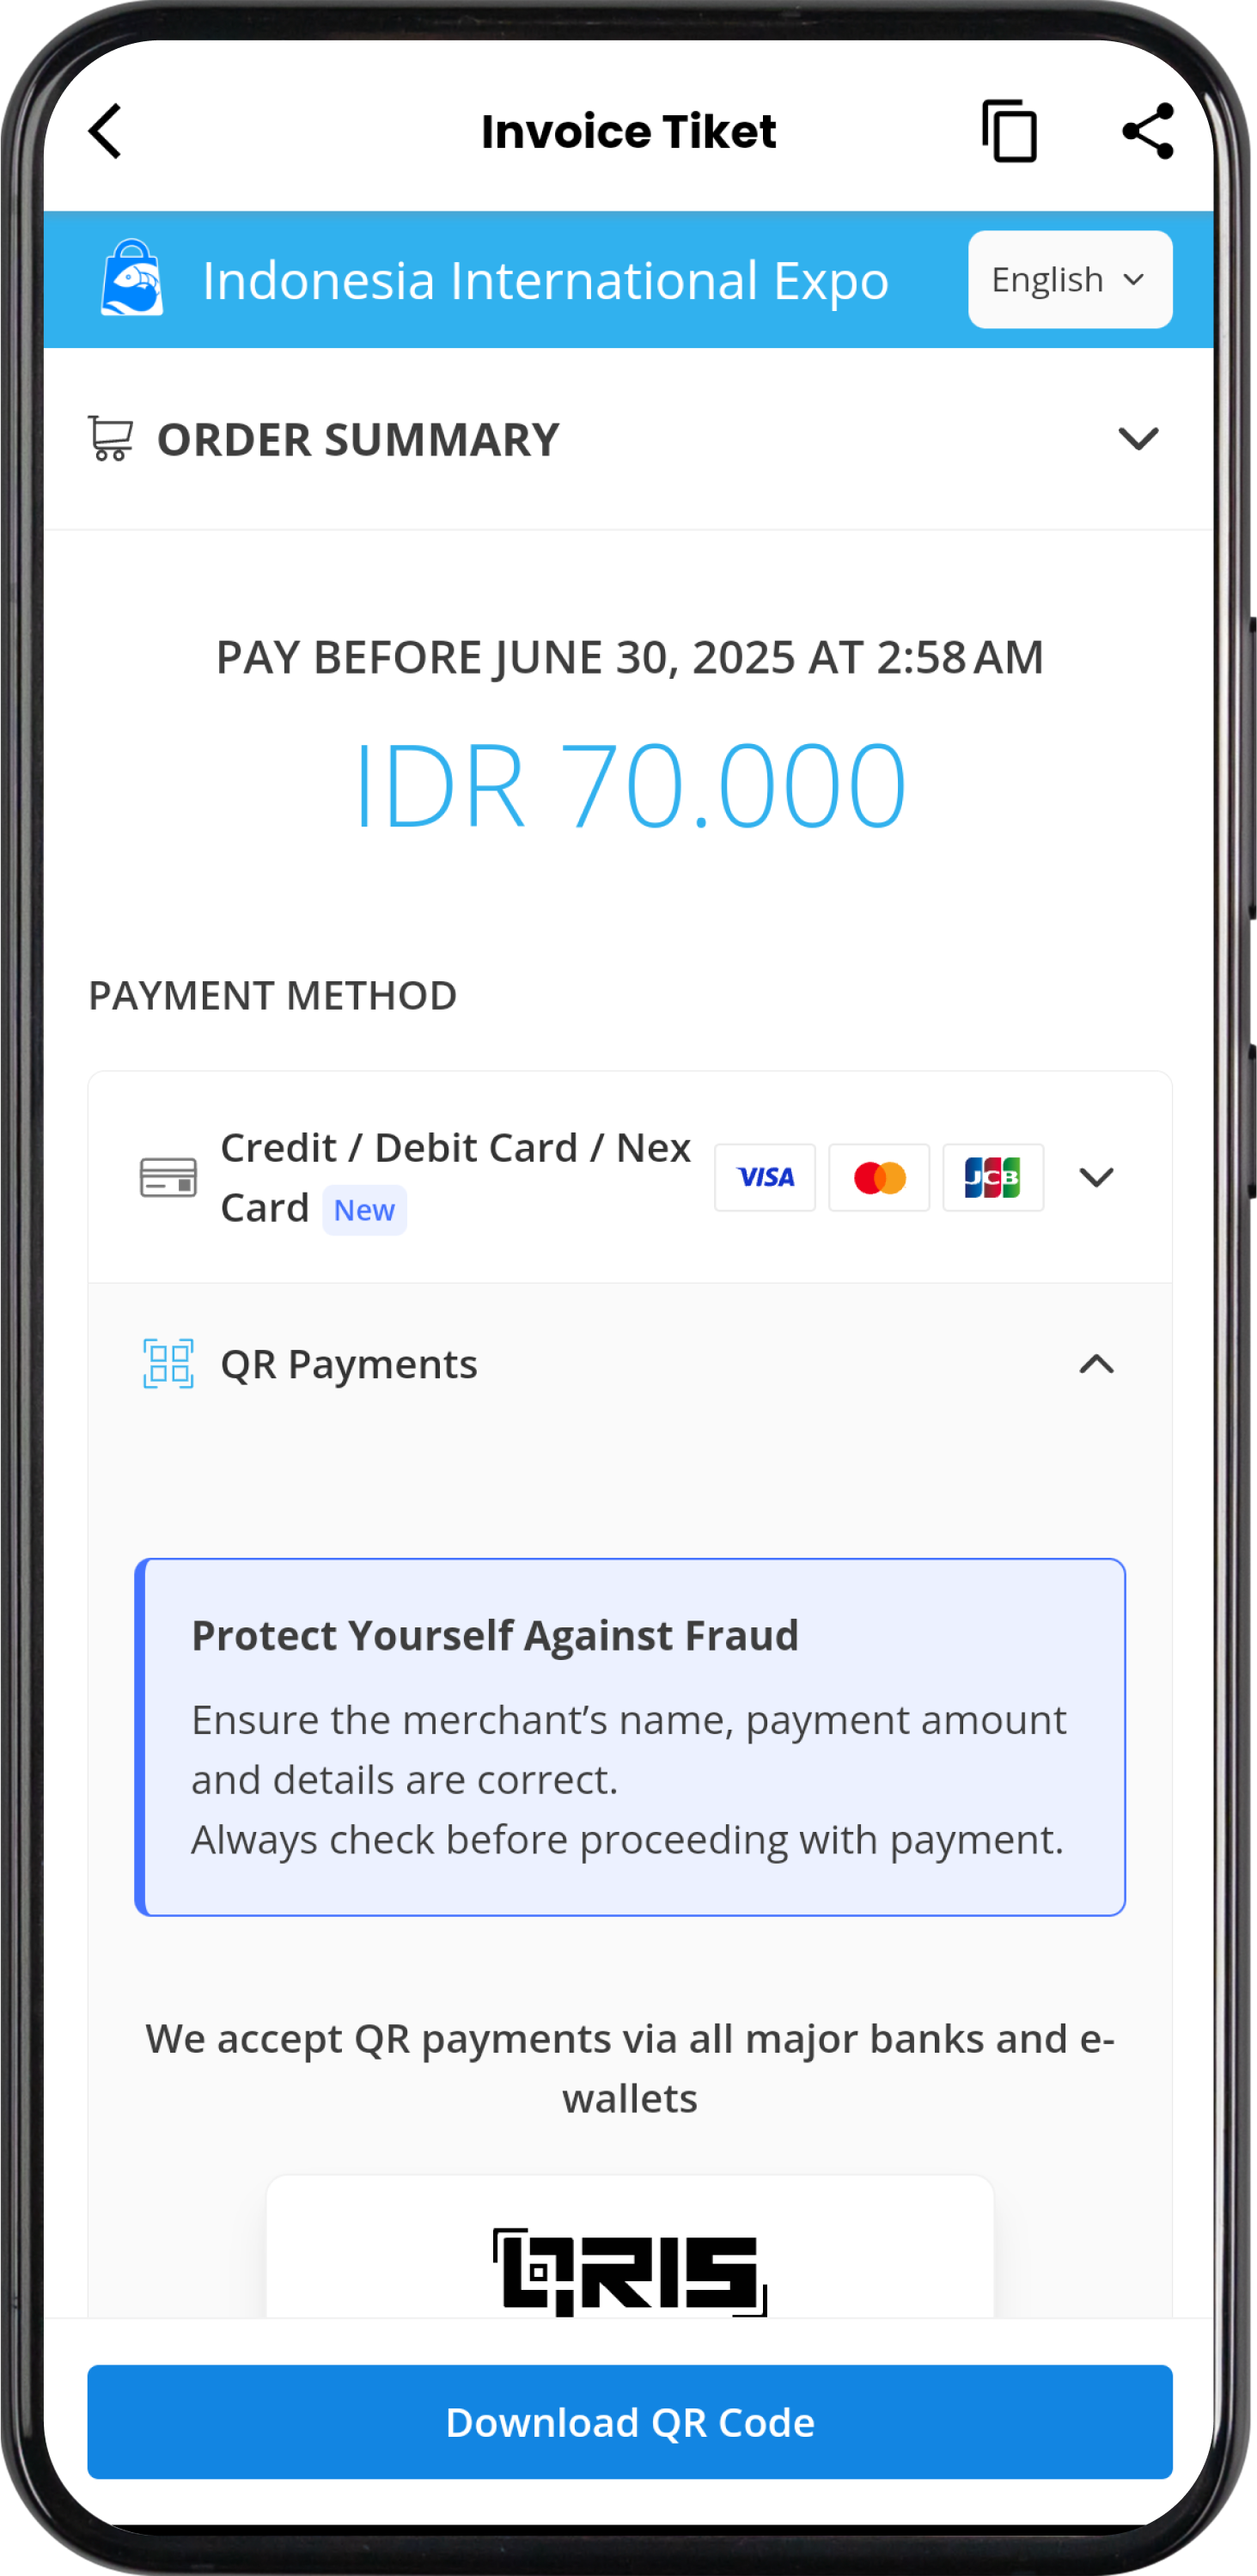 Invoice Tiket
Indonesia International Expo
English
ORDER SUMMARY
PAY BEFORE JUNE 30, 2025 AT 2:58 AM
IDR 70.000
PAYMENT METHOD
Credit / Debit Card / Nex
Card New
VISA
JCB
QR Payments
Protect Yourself Against Fraud
Ensure the merchant’s name, payment amount
and details are correct.
Always check before proceeding with payment.
We accept QR payments via all major banks and e-
wallets
QRIS
Download QR Code